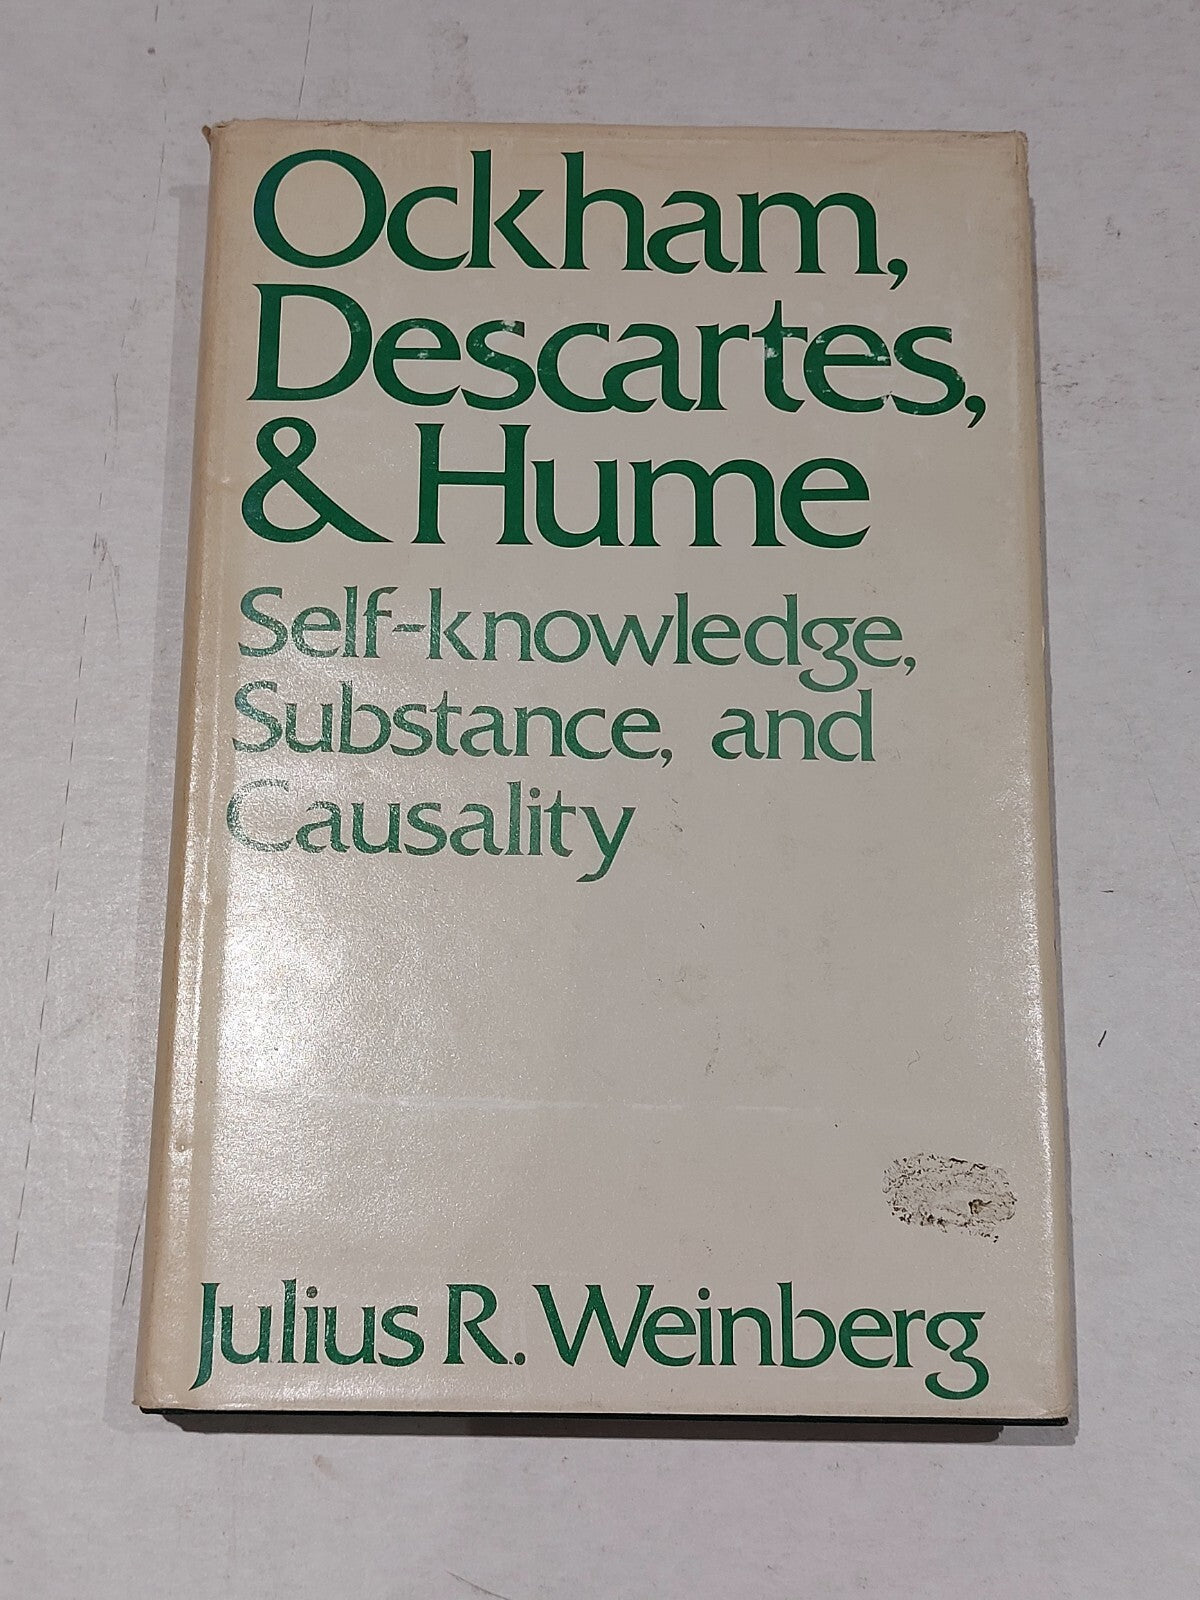 Ockham,
Descartes,
& Hume
Self-knowledge,
Substance, and
Causality
Julius R. Weinberg